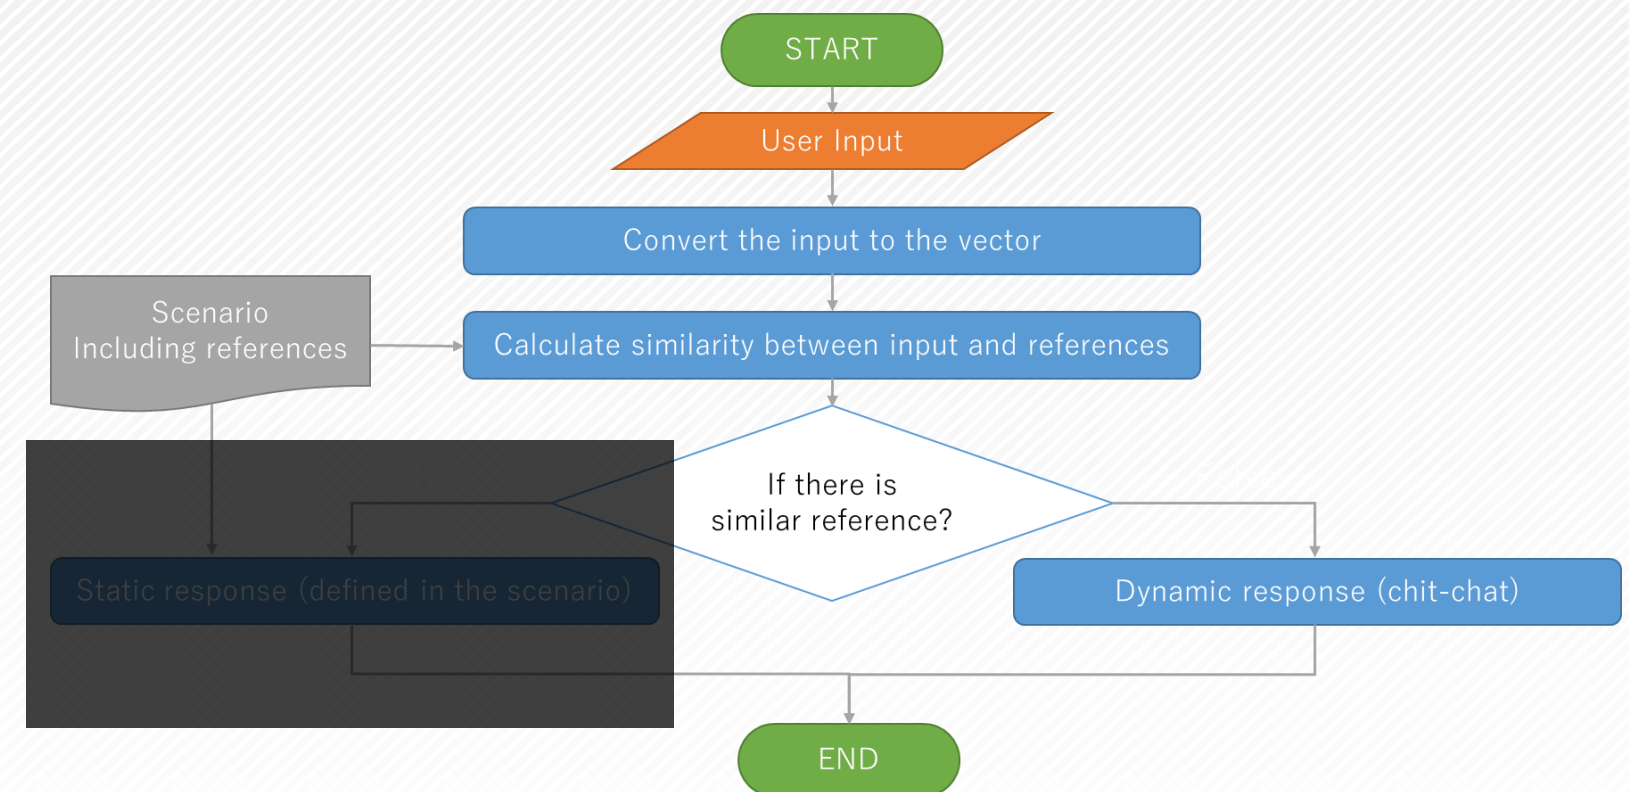 START
User Input
Convert the input to the vector
Scenario
Including references
Calculate similarity between input and references
If there is
similar reference?
Static response (defined in the scenario)
Dynamic response (chit-chat)
END